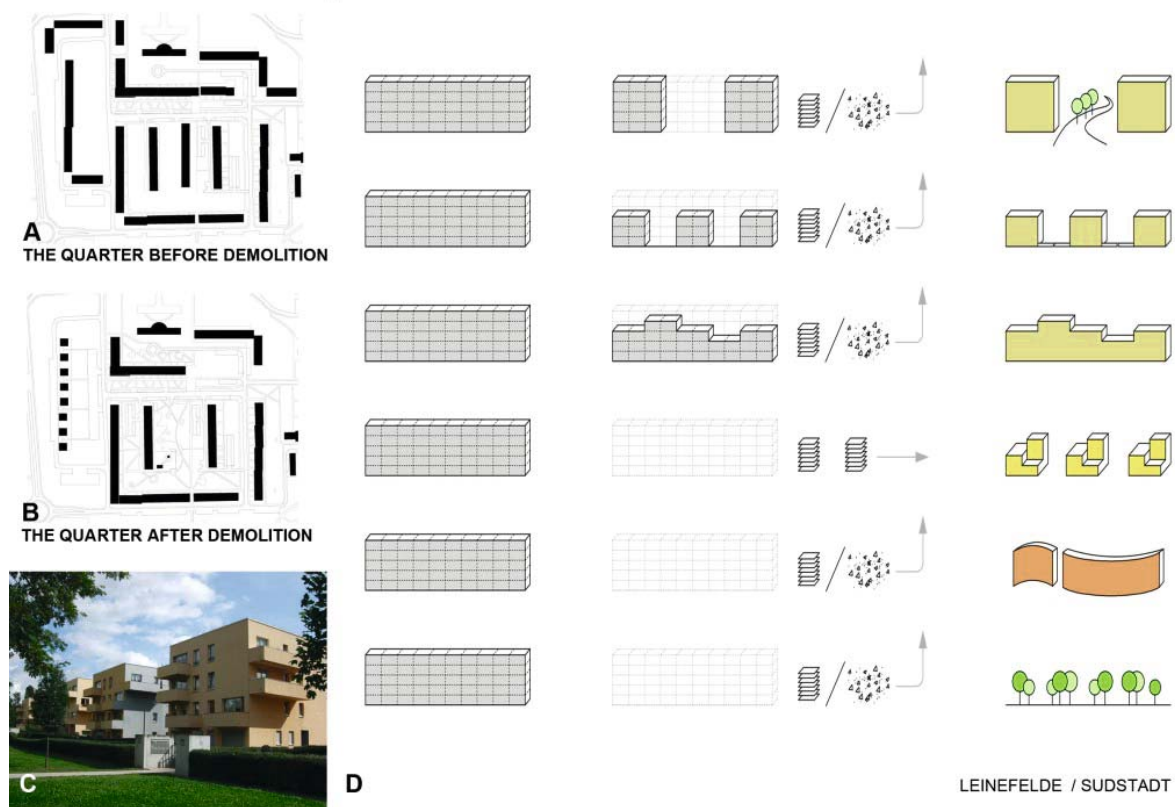 A
THE QUARTER BEFORE DEMOLITION
B
THE QUARTER AFTER DEMOLITION
C
D
LEINEFELDE / SUDSTADT